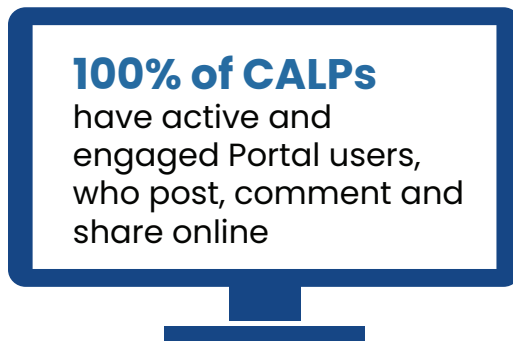 100% of CALPs
have active and
engaged Portal users,
who post, comment and
share online